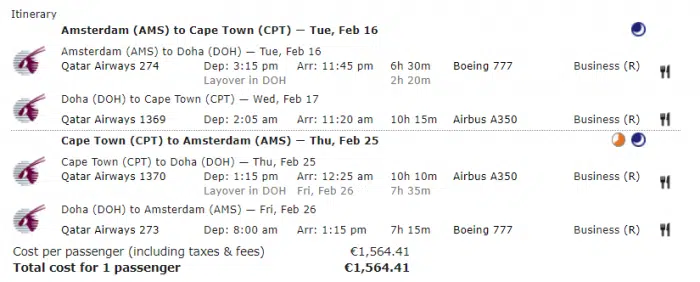 Itinerary
Amsterdam (AMS) to Cape Town (CPT) — Tue, Feb 16
Amsterdam (AMS) to Doha (DOH) — Tue, Feb 16
Qatar Airways 274 Dep: 3:15 pm Arr: 11:45 pm 6h 30m Boeing 777 Business (R)
Layover in DOH 2h 20m
Doha (DOH) to Cape Town (CPT) — Wed, Feb 17
Qatar Airways 1369 Dep: 2:05 am Arr: 11:20 am 10h 15m Airbus A350 Business (R)
Cape Town (CPT) to Amsterdam (AMS) — Thu, Feb 25
Cape Town (CPT) to Doha (DOH) — Thu, Feb 25
Qatar Airways 1370 Dep: 1:15 pm Arr: 12:25 am 10h 10m Airbus A350 Business (R)
Layover in DOH Fri, Feb 26 7h 35m
Doha (DOH) to Amsterdam (AMS) — Fri, Feb 26
Qatar Airways 273 Dep: 8:00 am Arr: 1:15 pm 7h 15m Boeing 777 Business (R)
Cost per passenger (including taxes & fees) €1,564.41
Total cost for 1 passenger €1,564.41